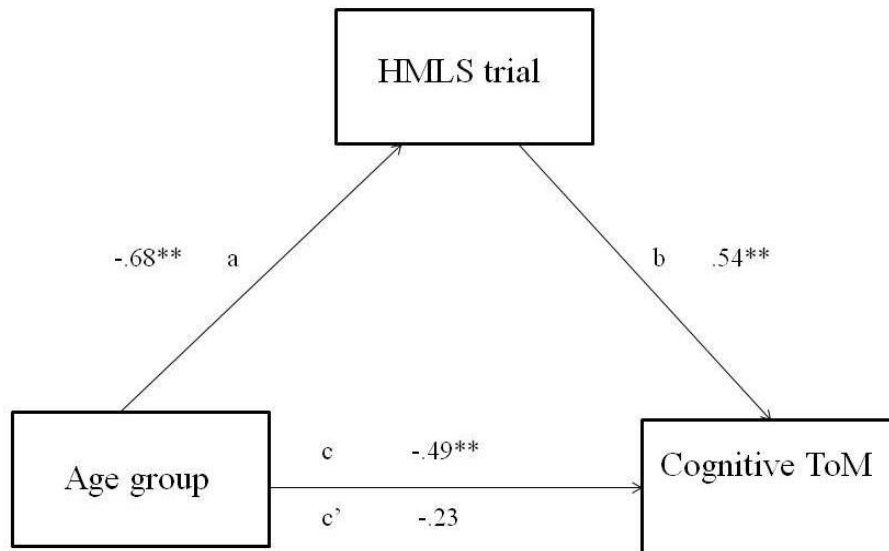 HMLS trial
-.68** a
b .54**
Age group
c -.49**
c’ -.23
Cognitive ToM